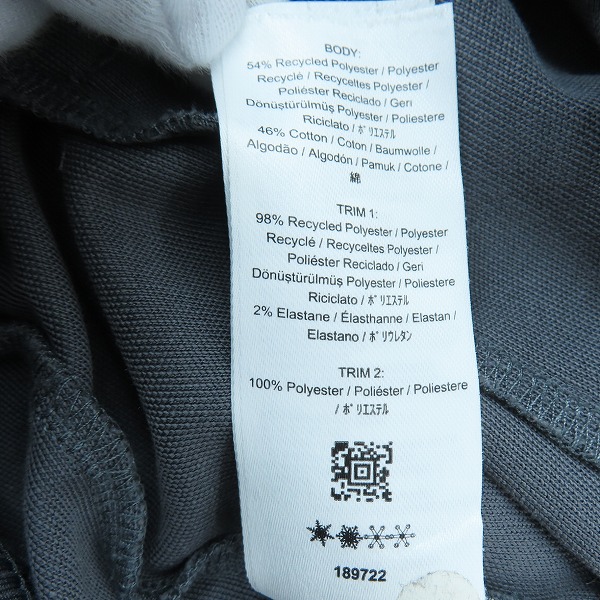 BODY:
54% Recycled Polyester / Polyester
Recyclé / Recyceltes Polyester /
Poliéster Reciclado / Geri
Dönüştürülmüş Polyester / Poliestere
Riciclato / ﾎﾟﾘｴｽﾃﾙ
46% Cotton / Coton / Baumwolle /
Algodão / Algodón / Pamuk / Cotone /
綿
TRIM 1:
98% Recycled Polyester / Polyester
Recyclé / Recyceltes Polyester /
Poliéster Reciclado / Geri
Dönüştürülmüş Polyester / Poliestere
Riciclato / ﾎﾟﾘｴｽﾃﾙ
2% Elastane / Élasthanne / Elastan /
Elastano / ﾎﾟﾘｳﾚﾀﾝ
TRIM 2:
100% Polyester / Poliéster / Poliestere
/ ﾎﾟﾘｴｽﾃﾙ
189722